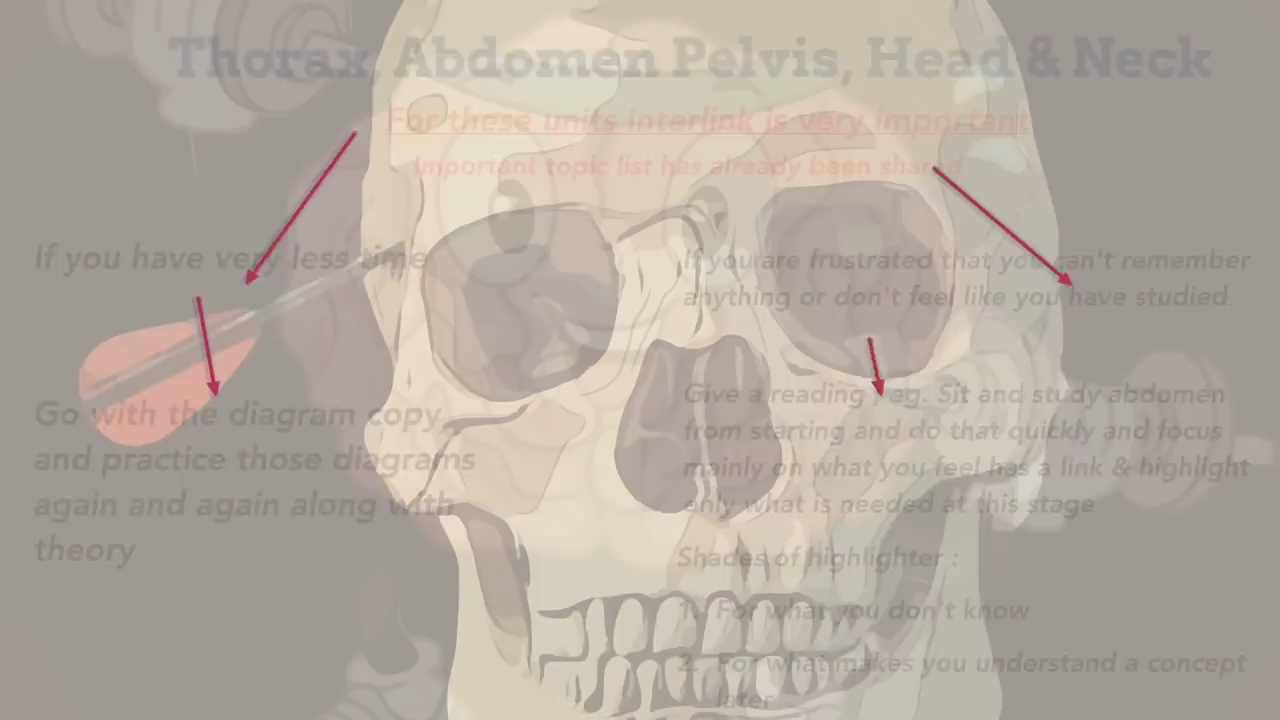 Thorax, Abdomen Pelvis, Head & Neck
For these units interlink is very important
Important topic list has already been shared
If you have very less time
Go with the diagram copy
and practice those diagrams
again and again along with
theory
If you are frustrated that you can't remember
anything or don't feel like you have studied
Give a reading / eg. Sit and study abdomen
from starting and do that quickly and focus
mainly on what you feel has a link & highlight
only what is needed at this stage
Shades of highlighter :
1. For what you don't know
2. For what makes you understand a concept
later